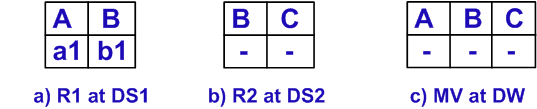 A B B C A B C
a1 b1 - - - - -
a) R1 at DS1 b) R2 at DS2 c) MV at DW